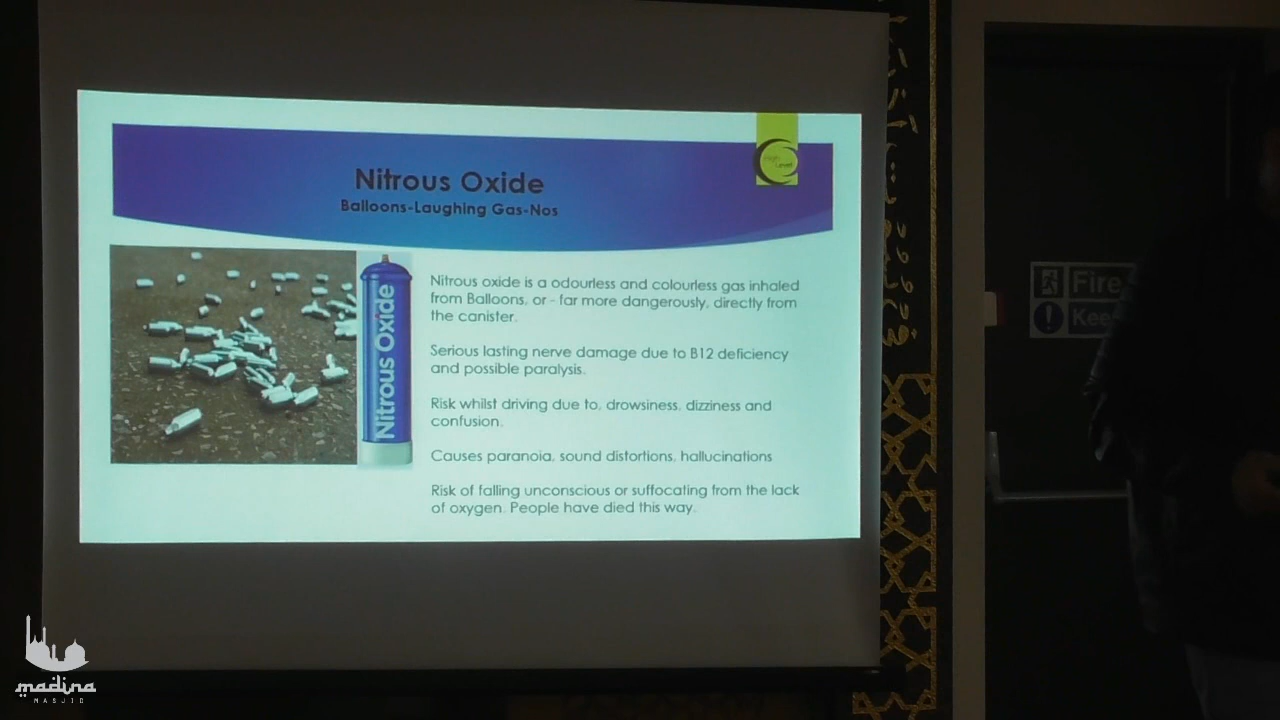 Nitrous Oxide
Balloons-Laughing Gas-Nos
High
Level
Nitrous Oxide
Nitrous oxide is a odourless and colourless gas inhaled
from Balloons, or - far more dangerously, directly from
the canister.
Serious lasting nerve damage due to B12 deficiency
and possible paralysis.
Risk whilst driving due to, drowsiness, dizziness and
confusion.
Causes paranoia, sound distortions, hallucinations
Risk of falling unconscious or suffocating from the lack
of oxygen. People have died this way.
Fire
Kee
madina
MASJID